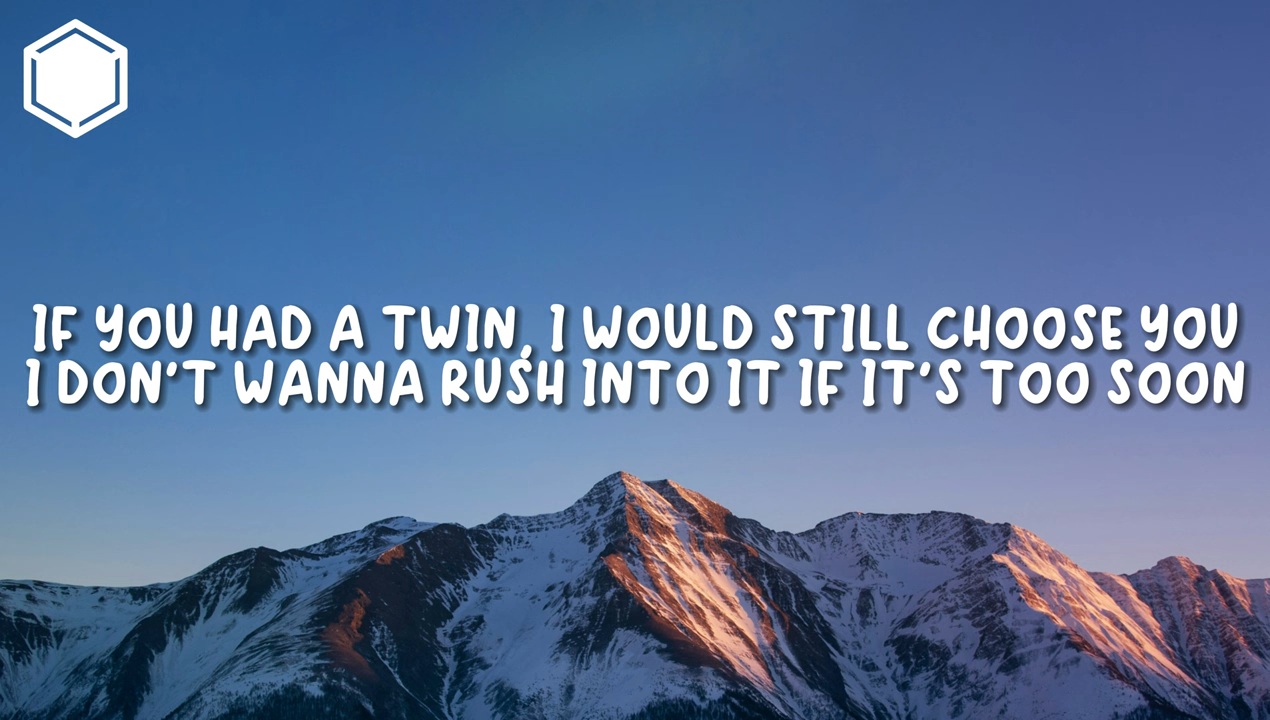 IF YOU HAD A TWIN, I WOULD STILL CHOOSE YOU
I DON'T WANNA RUSH INTO IT IF IT'S TOO SOON